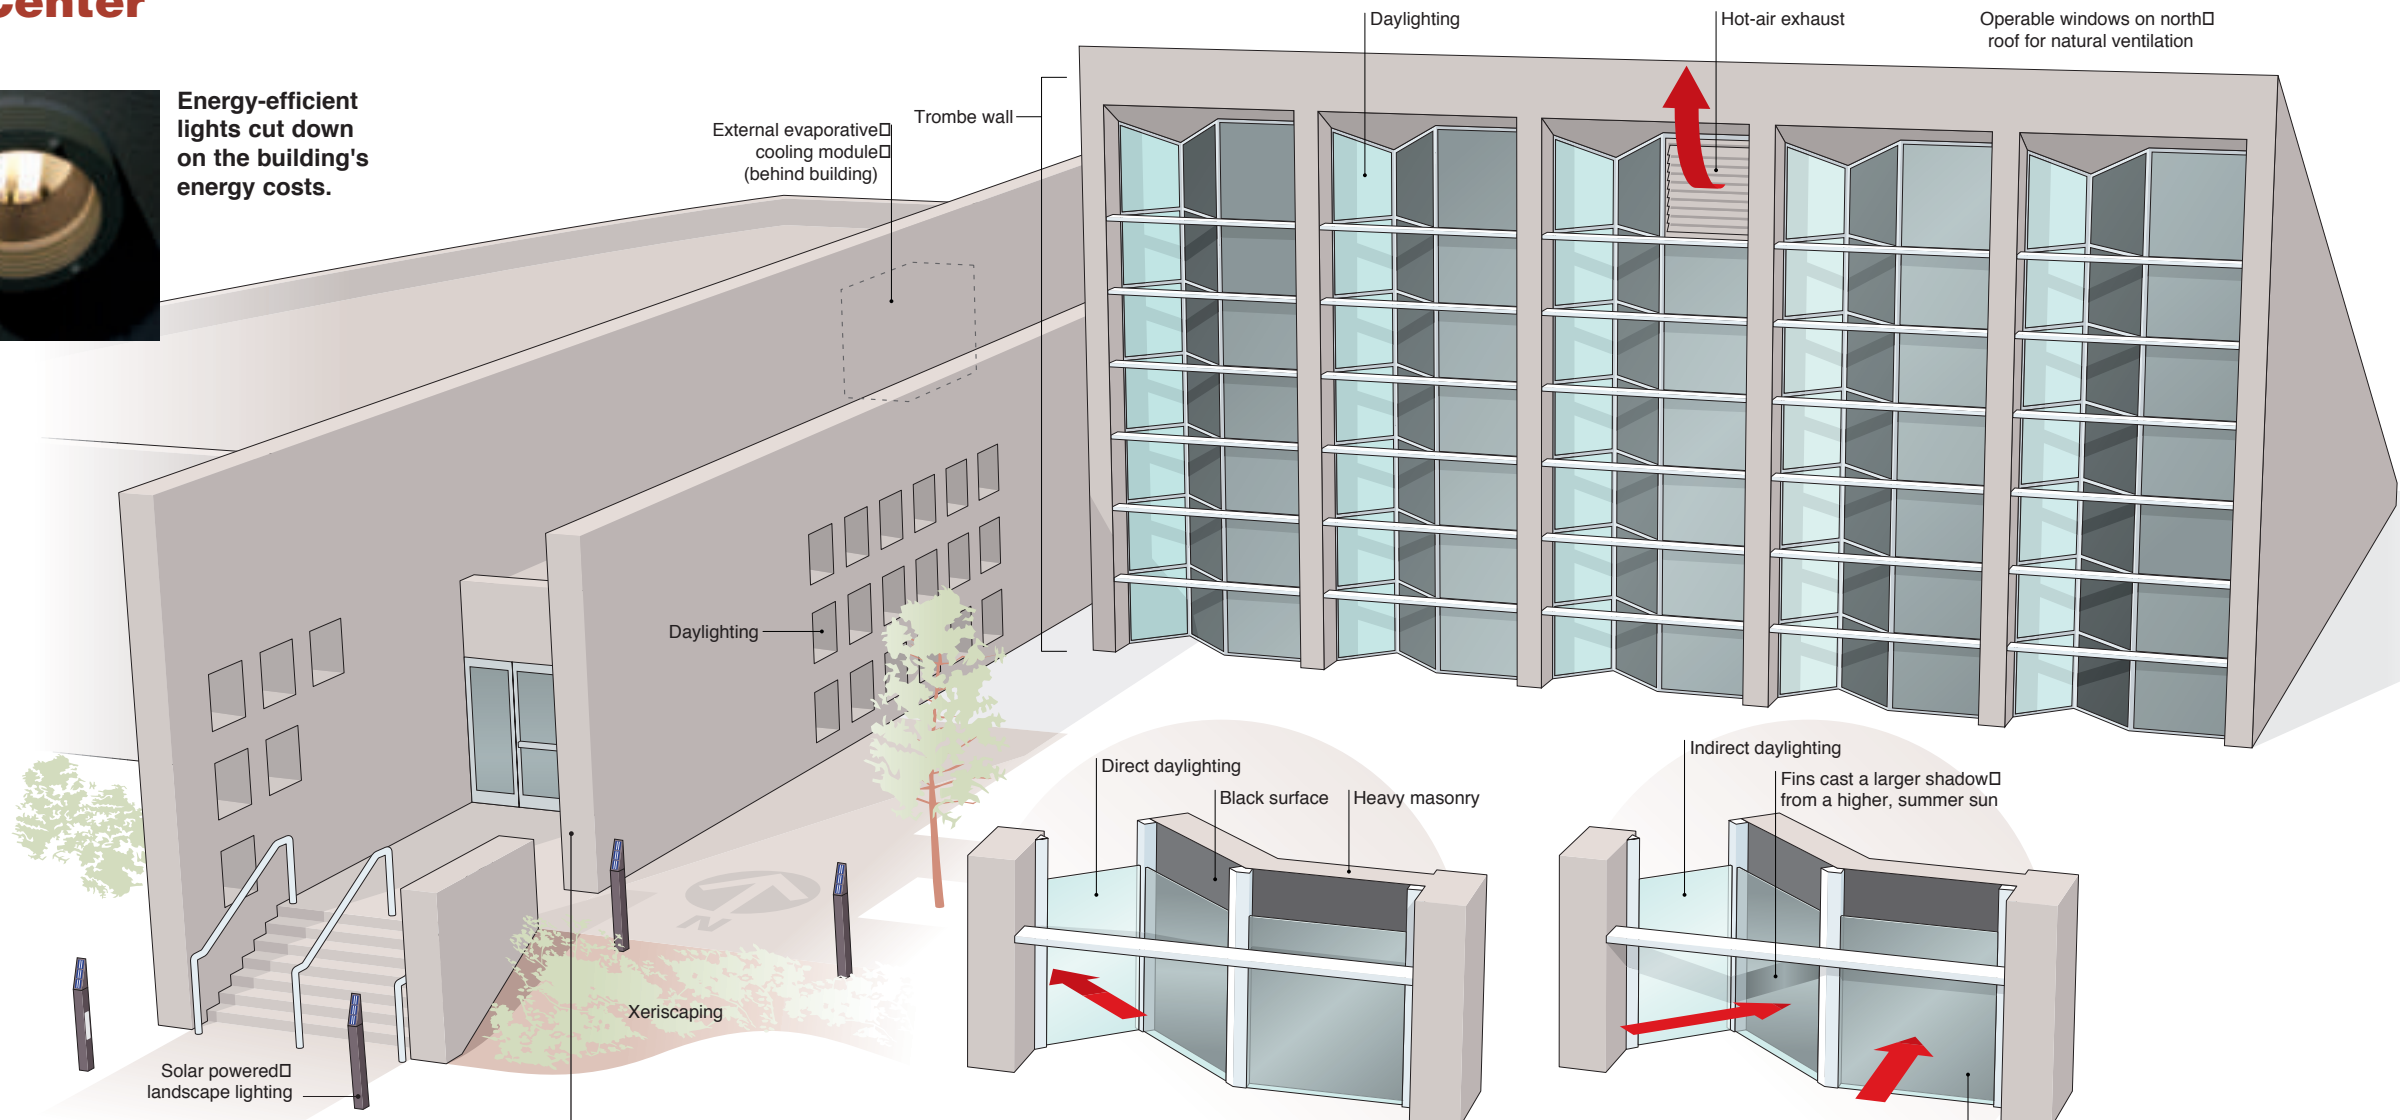 Center
Energy-efficient
lights cut down
on the building's
energy costs.
External evaporative
cooling module
(behind building)
Trombe wall
Daylighting
Hot-air exhaust
Operable windows on north
roof for natural ventilation
Daylighting
Direct daylighting
Black surface
Heavy masonry
Indirect daylighting
Fins cast a larger shadow
from a higher, summer sun
N
Xeriscaping
Solar powered
landscape lighting